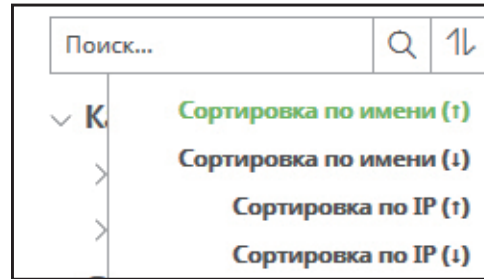 Поиск...
К
Сортировка по имени (↑)
Сортировка по имени (↓)
Сортировка по IP (↑)
Сортировка по IP (↓)